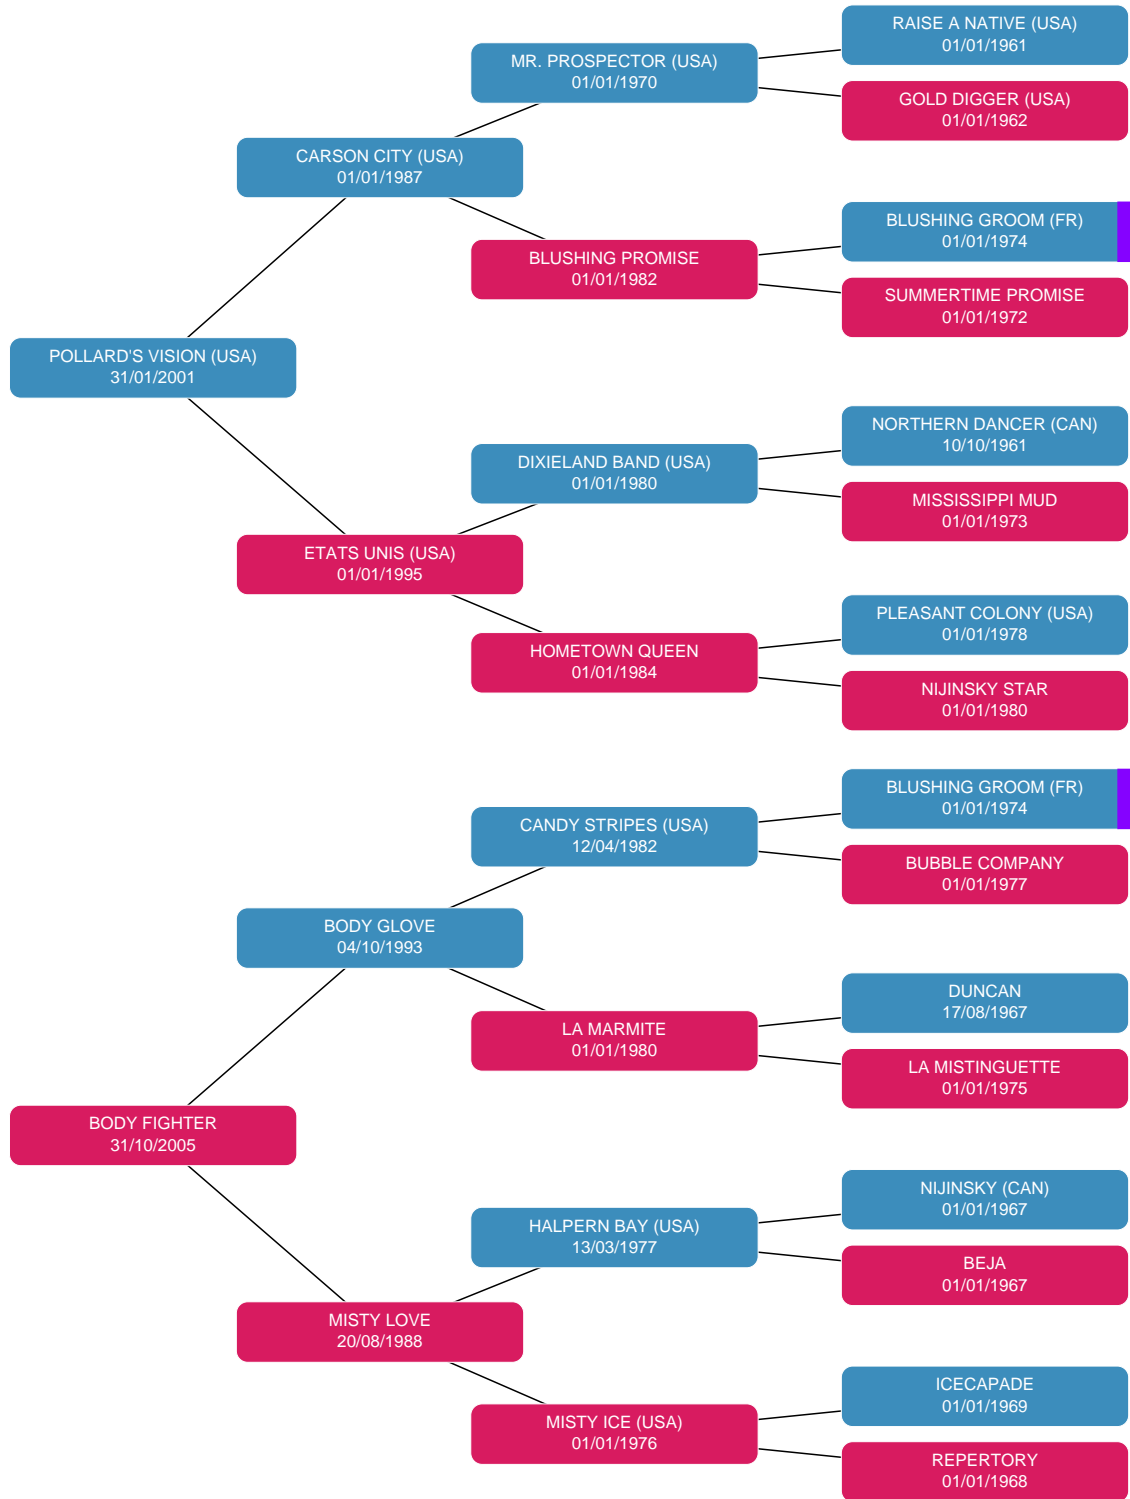 RAISE A NATIVE (USA)
01/01/1961
MR. PROSPECTOR (USA)
01/01/1970
GOLD DIGGER (USA)
01/01/1962
CARSON CITY (USA)
01/01/1987
BLUSHING GROOM (FR)
01/01/1974
BLUSHING PROMISE
01/01/1982
SUMMERTIME PROMISE
01/01/1972
POLLARD'S VISION (USA)
31/01/2001
NORTHERN DANCER (CAN)
10/10/1961
DIXIELAND BAND (USA)
01/01/1980
MISSISSIPPI MUD
01/01/1973
ETATS UNIS (USA)
01/01/1995
PLEASANT COLONY (USA)
01/01/1978
HOMETOWN QUEEN
01/01/1984
NIJINSKY STAR
01/01/1980
BLUSHING GROOM (FR)
01/01/1974
CANDY STRIPES (USA)
12/04/1982
BUBBLE COMPANY
01/01/1977
BODY GLOVE
04/10/1993
DUNCAN
17/08/1967
LA MARMITE
01/01/1980
LA MISTINGUETTE
01/01/1975
BODY FIGHTER
31/10/2005
NIJINSKY (CAN)
01/01/1967
HALPERN BAY (USA)
13/03/1977
BEJA
01/01/1967
MISTY LOVE
20/08/1988
ICECAPADE
01/01/1969
MISTY ICE (USA)
01/01/1976
REPERTORY
01/01/1968